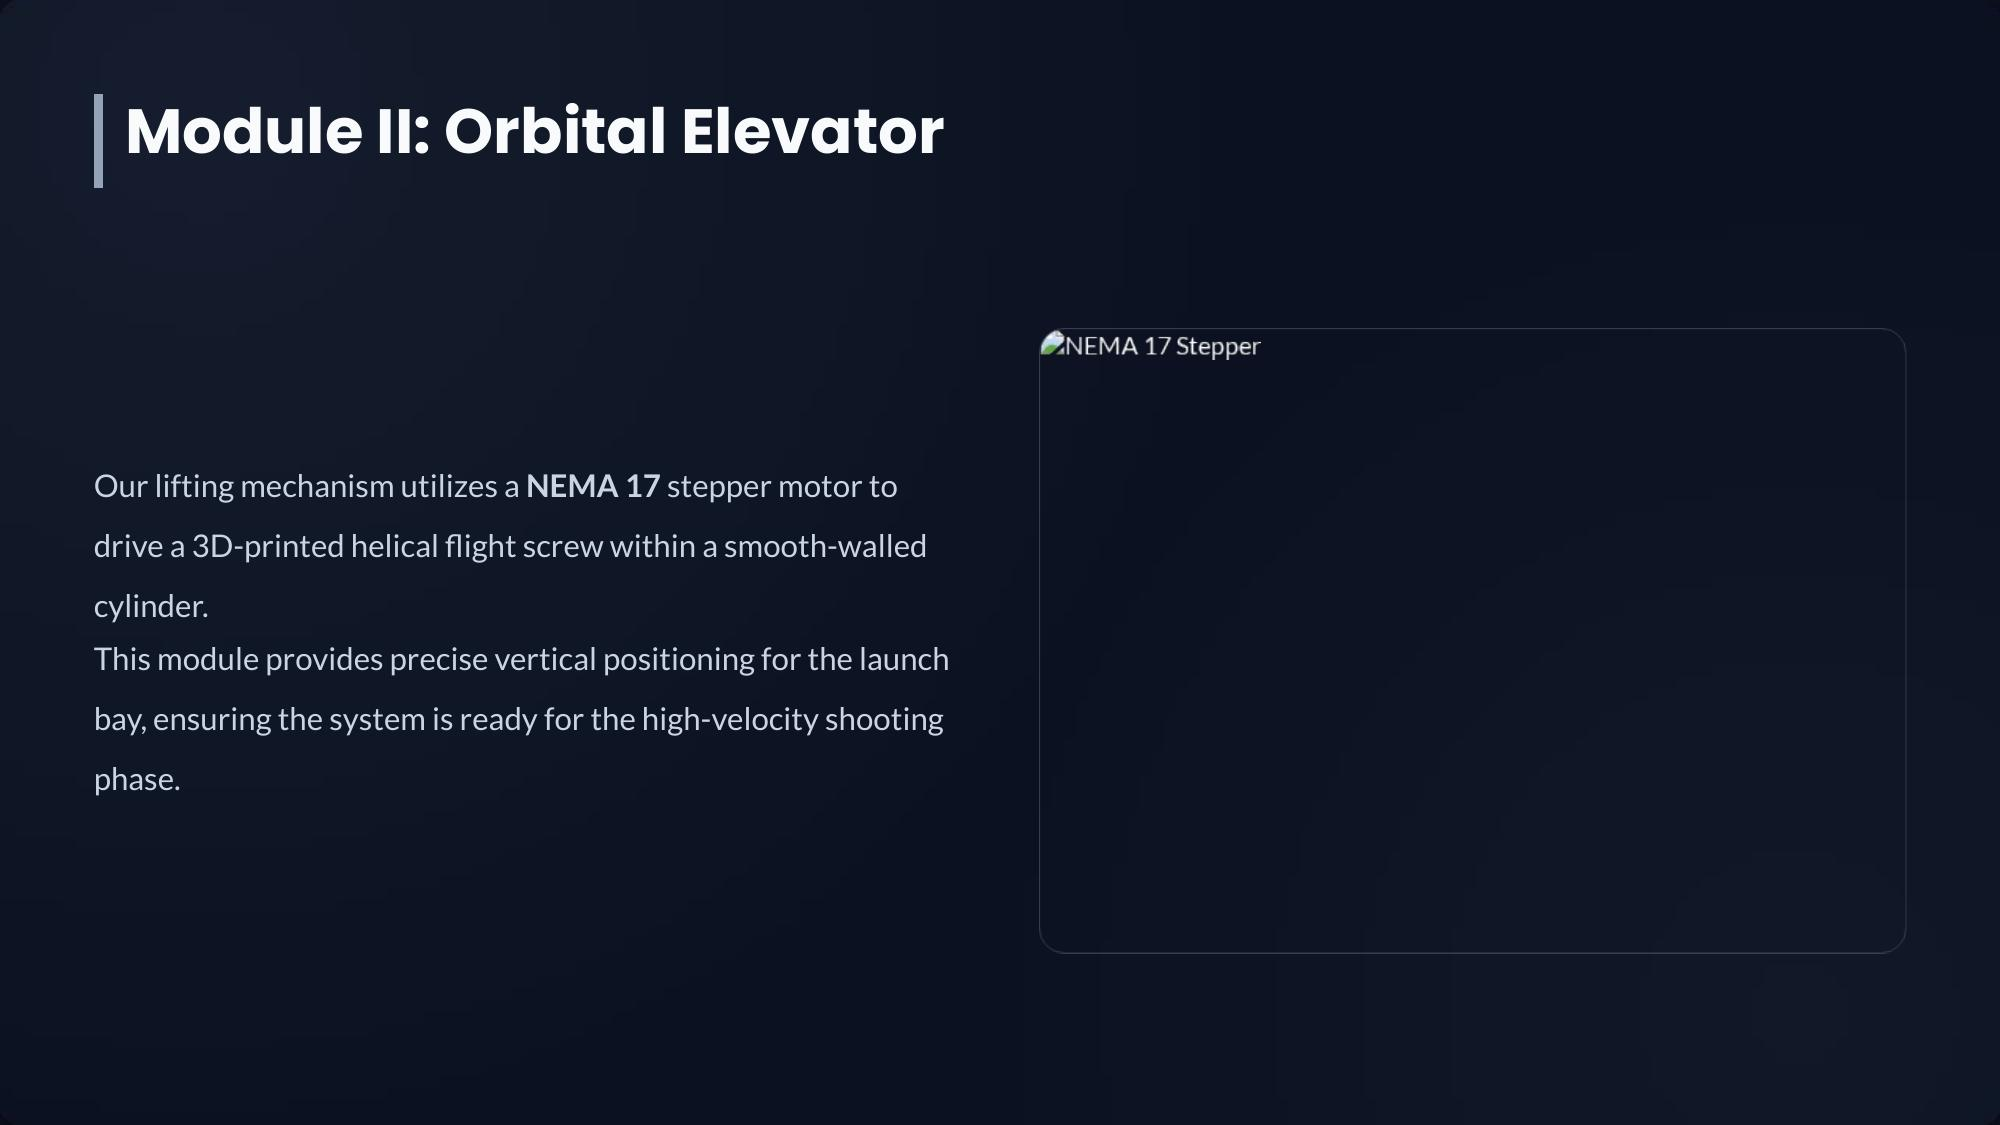 Module II: Orbital Elevator
Our lifting mechanism utilizes a NEMA 17 stepper motor to
drive a 3D-printed helical flight screw within a smooth-walled
cylinder.
This module provides precise vertical positioning for the launch
bay, ensuring the system is ready for the high-velocity shooting
phase.
NEMA 17 Stepper